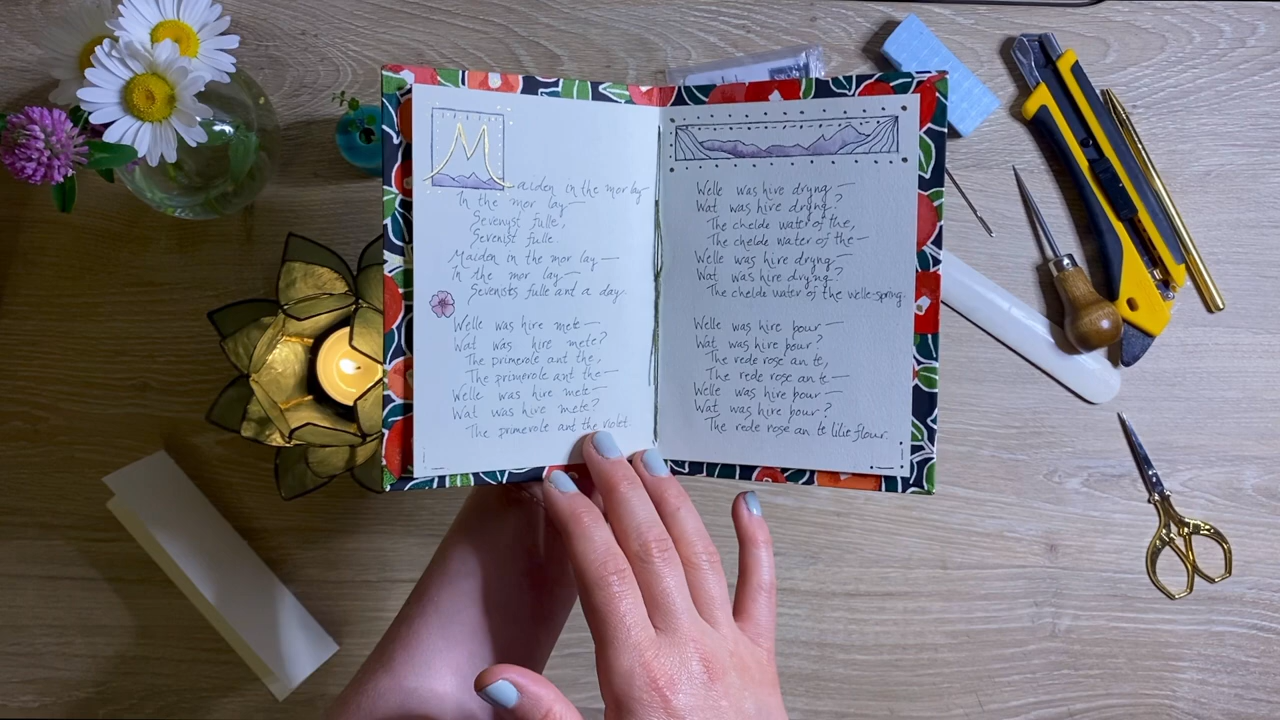 Maiden in the mor lay—
In the mor lay—
Sevenyst fulle,
Sevenist fulle.
Maiden in the mor lay—
In the mor lay—
Sevenistes fulle ant a day.
Welle was hire mete—
Wat was hire mete?
The primerole ant the,
The primerole ant the—
Welle was hire mete—
Wat was hire mete?
The primerole ant the violet.
Welle was hire dryng—
Wat was hire dryng?
The chelde water of the,
The chelde water of the—
Welle was hire dryng—
Wat was hire dryng?
The chelde water of the welle-spring.
Welle was hire bour—
Wat was hire bour?
The rede rose an te,
The rede rose an te—
Welle was hire bour—
Wat was hire bour?
The rede rose an te lilie flour.